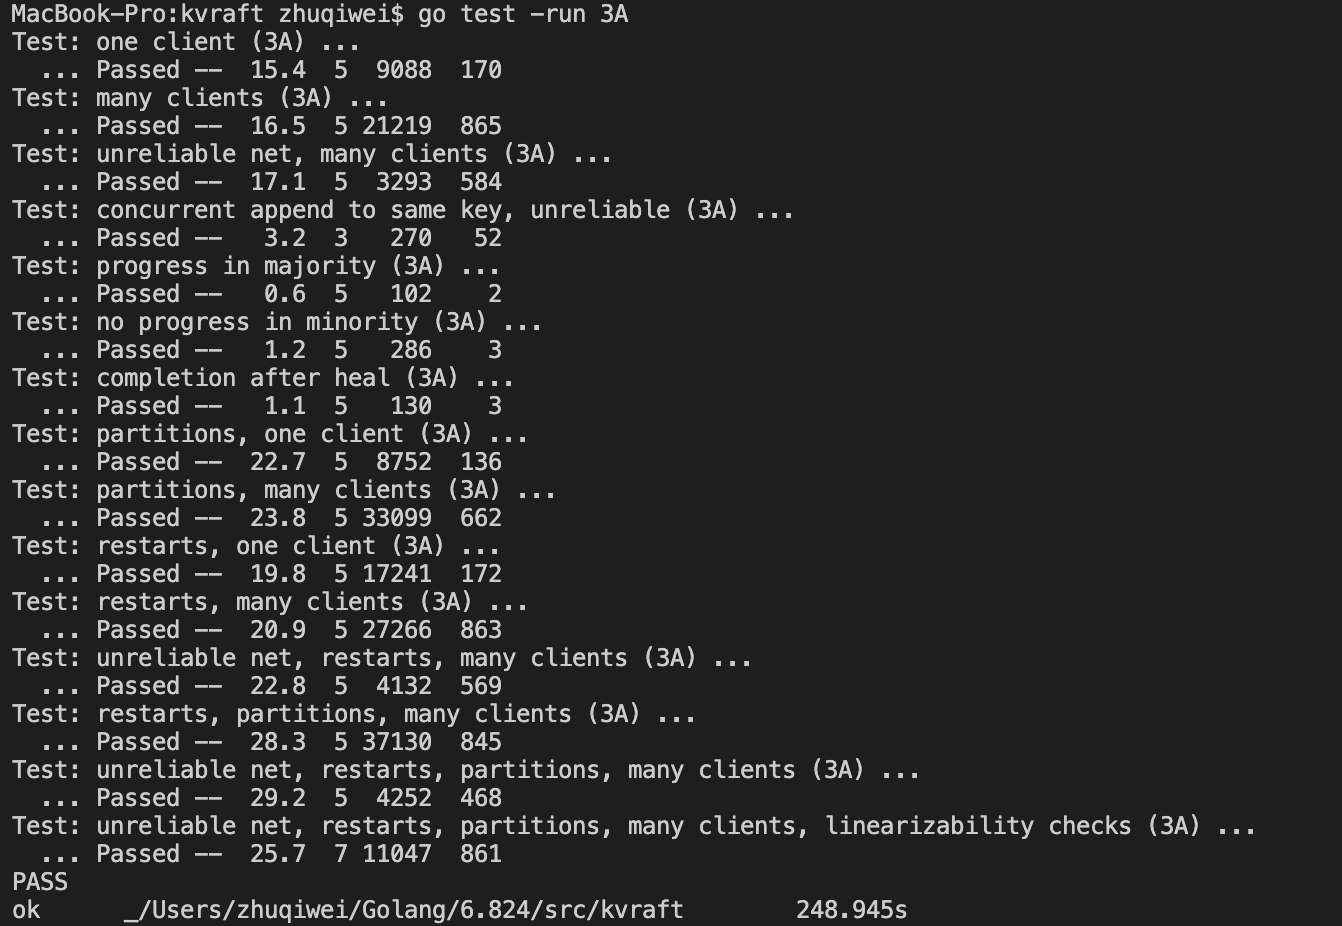 MacBook-Pro:kvraft zhuqiwei$ go test -run 3A
Test: one client (3A) ...
  ... Passed --  15.4  5  9088  170
Test: many clients (3A) ...
  ... Passed --  16.5  5 21219  865
Test: unreliable net, many clients (3A) ...
  ... Passed --  17.1  5  3293  584
Test: concurrent append to same key, unreliable (3A) ...
  ... Passed --   3.2  3   270   52
Test: progress in majority (3A) ...
  ... Passed --   0.6  5   102    2
Test: no progress in minority (3A) ...
  ... Passed --   1.2  5   286    3
Test: completion after heal (3A) ...
  ... Passed --   1.1  5   130    3
Test: partitions, one client (3A) ...
  ... Passed --  22.7  5  8752  136
Test: partitions, many clients (3A) ...
  ... Passed --  23.8  5 33099  662
Test: restarts, one client (3A) ...
  ... Passed --  19.8  5 17241  172
Test: restarts, many clients (3A) ...
  ... Passed --  20.9  5 27266  863
Test: unreliable net, restarts, many clients (3A) ...
  ... Passed --  22.8  5  4132  569
Test: restarts, partitions, many clients (3A) ...
  ... Passed --  28.3  5 37130  845
Test: unreliable net, restarts, partitions, many clients (3A) ...
  ... Passed --  29.2  5  4252  468
Test: unreliable net, restarts, partitions, many clients, linearizability checks (3A) ...
  ... Passed --  25.7  7 11047  861
PASS
ok      _/Users/zhuqiwei/Golang/6.824/src/kvraft        248.945s